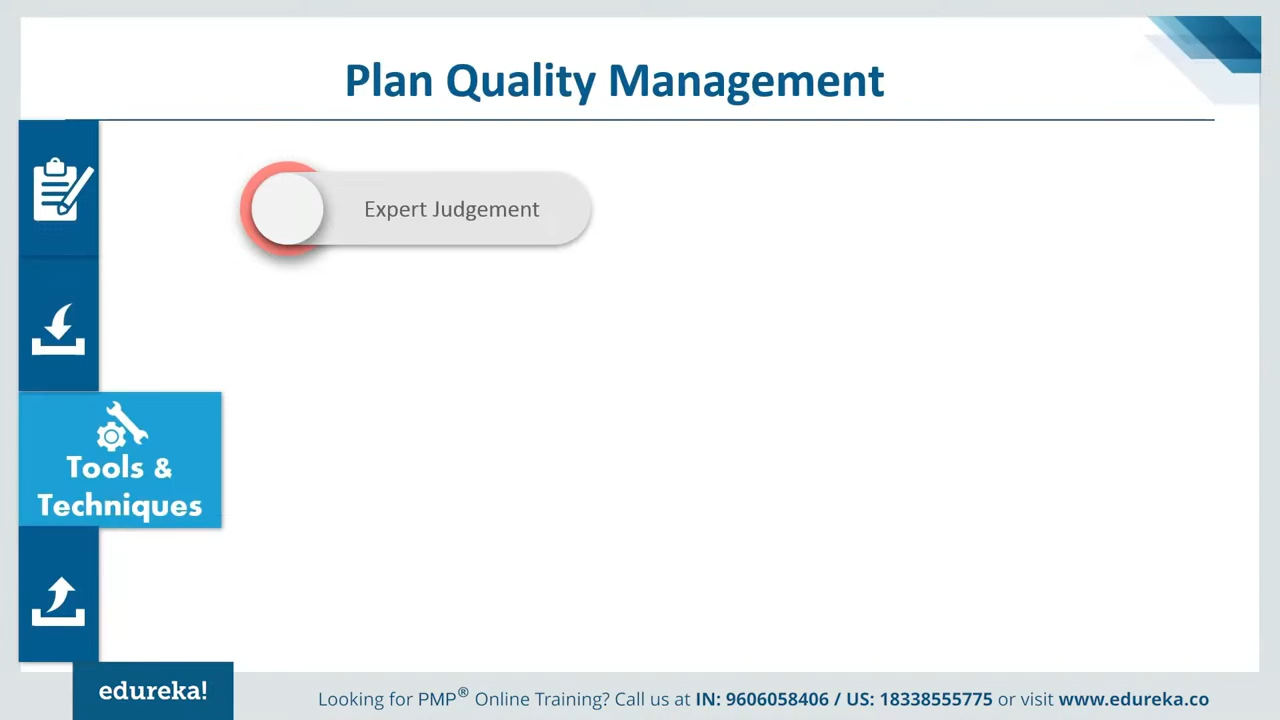 Plan Quality Management
Expert Judgement
Tools &
Techniques
edureka!
Looking for PMP® Online Training? Call us at IN: 9606058406 / US: 18338555775 or visit www.edureka.co